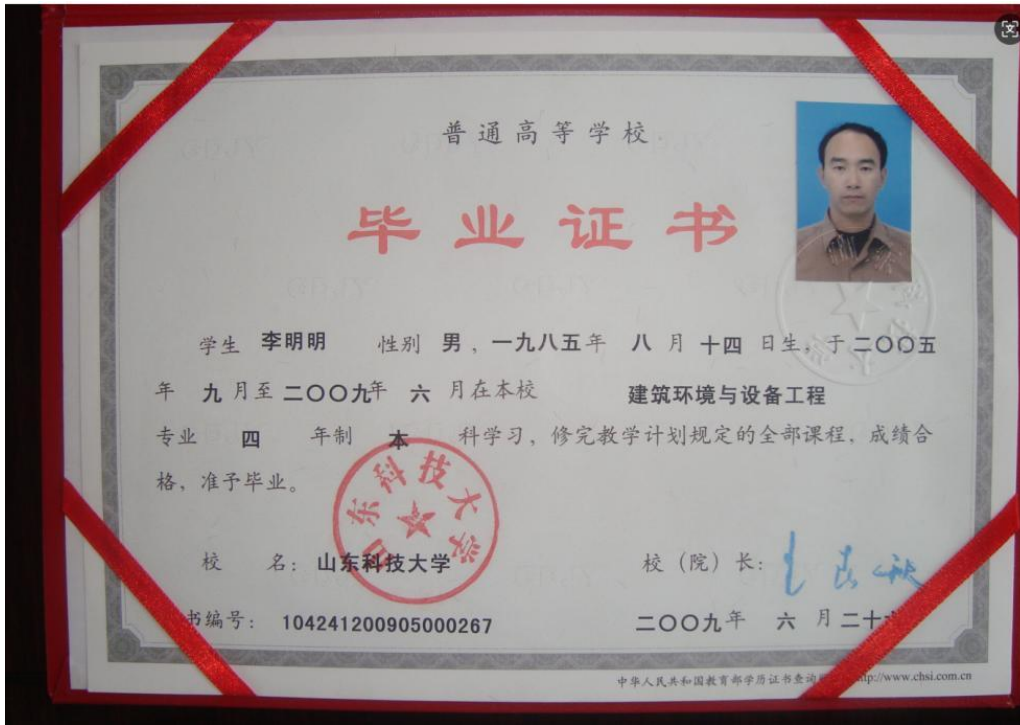 普通高等学校
毕业证书
学生 李明明 性别 男，一九八五年 八 月 十四 日生，于二〇〇五
年 九 月至 二〇〇九年 六 月在本校 建筑环境与设备工程
专业 四 年制 本 科学习，修完教学计划规定的全部课程，成绩合
格，准予毕业。
山东科技大学
校 名：山东科技大学 校（院）长：
书编号：104241200905000267 二〇〇九年 六 月 二十
中华人民共和国教育部学历证书查询 http://www.chsi.com.cn